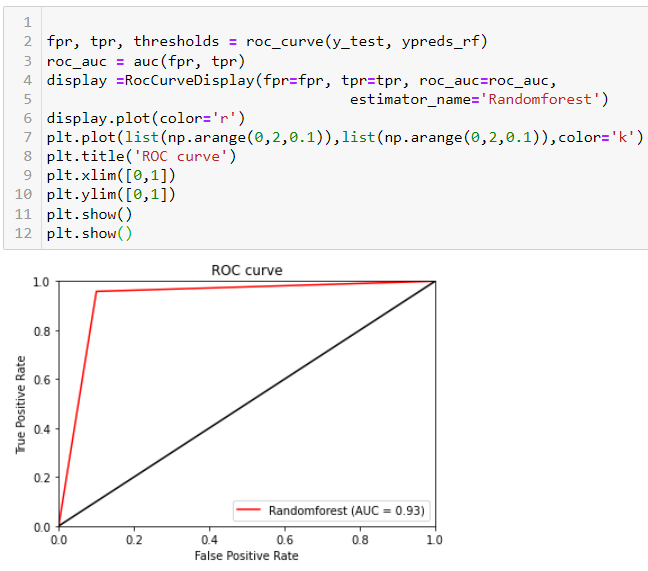 1
2 fpr, tpr, thresholds = roc_curve(y_test, ypreds_rf)
3 roc_auc = auc(fpr, tpr)
4 display =RocCurveDisplay(fpr=fpr, tpr=tpr, roc_auc=roc_auc,
5                                   estimator_name='Randomforest')
6 display.plot(color='r')
7 plt.plot(list(np.arange(0,2,0.1)),list(np.arange(0,2,0.1)),color='k')
8 plt.title('ROC curve')
9 plt.xlim([0,1])
10 plt.ylim([0,1])
11 plt.show()
12 plt.show()
ROC curve
1.0
0.8
0.6
0.4
0.2
0.0
True Positive Rate
Randomforest (AUC = 0.93)
0.0 0.2 0.4 0.6 0.8 1.0
False Positive Rate